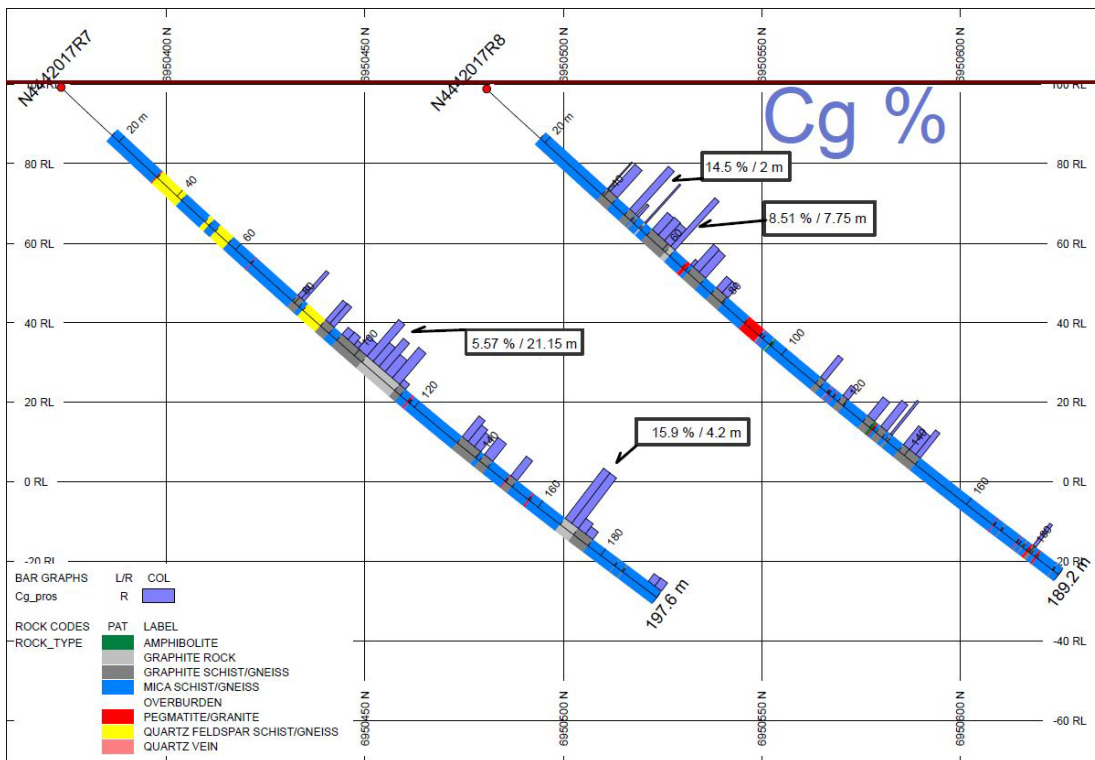 6950400 N
6950450 N
6950500 N
6950550 N
6950600 N
N4442017R7
N4442017R8
100 RL
100 RL
Cg %
20 m
20 m
80 RL
80 RL
14.5 % / 2 m
40
40
8.51 % / 7.75 m
60 RL
60 RL
60
60
80
80
40 RL
40 RL
5.57 % / 21.15 m
100
100
120
120
20 RL
20 RL
15.9 % / 4.2 m
140
140
0 RL
0 RL
160
160
180
180
-20 RL
-20 RL
197.6 m
189.2 m
BAR GRAPHS L/R COL
Cg_pros R
ROCK CODES PAT LABEL
ROCK_TYPE AMPHIBOLITE
GRAPHITE ROCK
GRAPHITE SCHIST/GNEISS
MICA SCHIST/GNEISS
OVERBURDEN
PEGMATITE/GRANITE
QUARTZ FELDSPAR SCHIST/GNEISS
QUARTZ VEIN
-40 RL
-60 RL
6950450 N
6950500 N
6950550 N
6950600 N